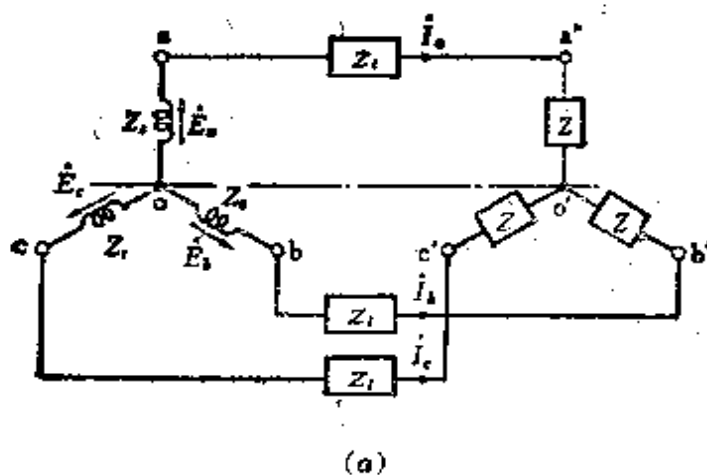 a Z_l İ_a a'
Z_s Ė_a Z
Ė_c o Z_s o'
c Z_s Ė_b b c' Z Z b'
Z_l İ_b
Z_l İ_c
(a)